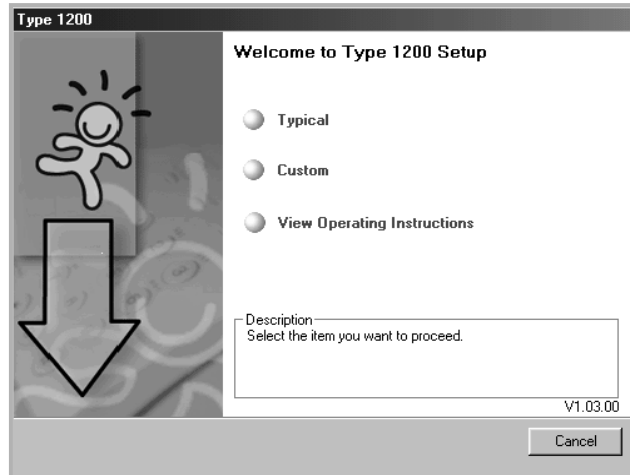 Type 1200
Welcome to Type 1200 Setup
Typical
Custom
View Operating Instructions
Description
Select the item you want to proceed.
V1.03.00
Cancel